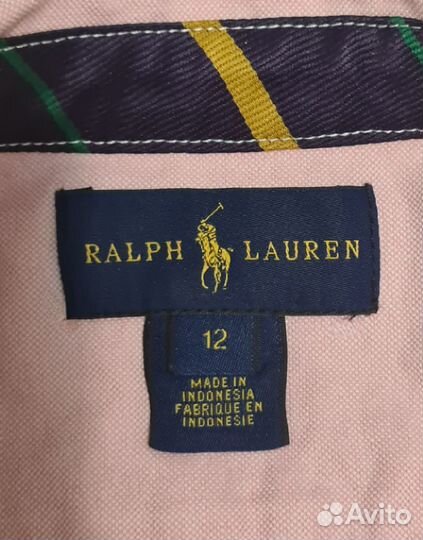 RALPH LAUREN
12
MADE IN
INDONESIA
FABRIQUE EN
INDONESIE
Avito